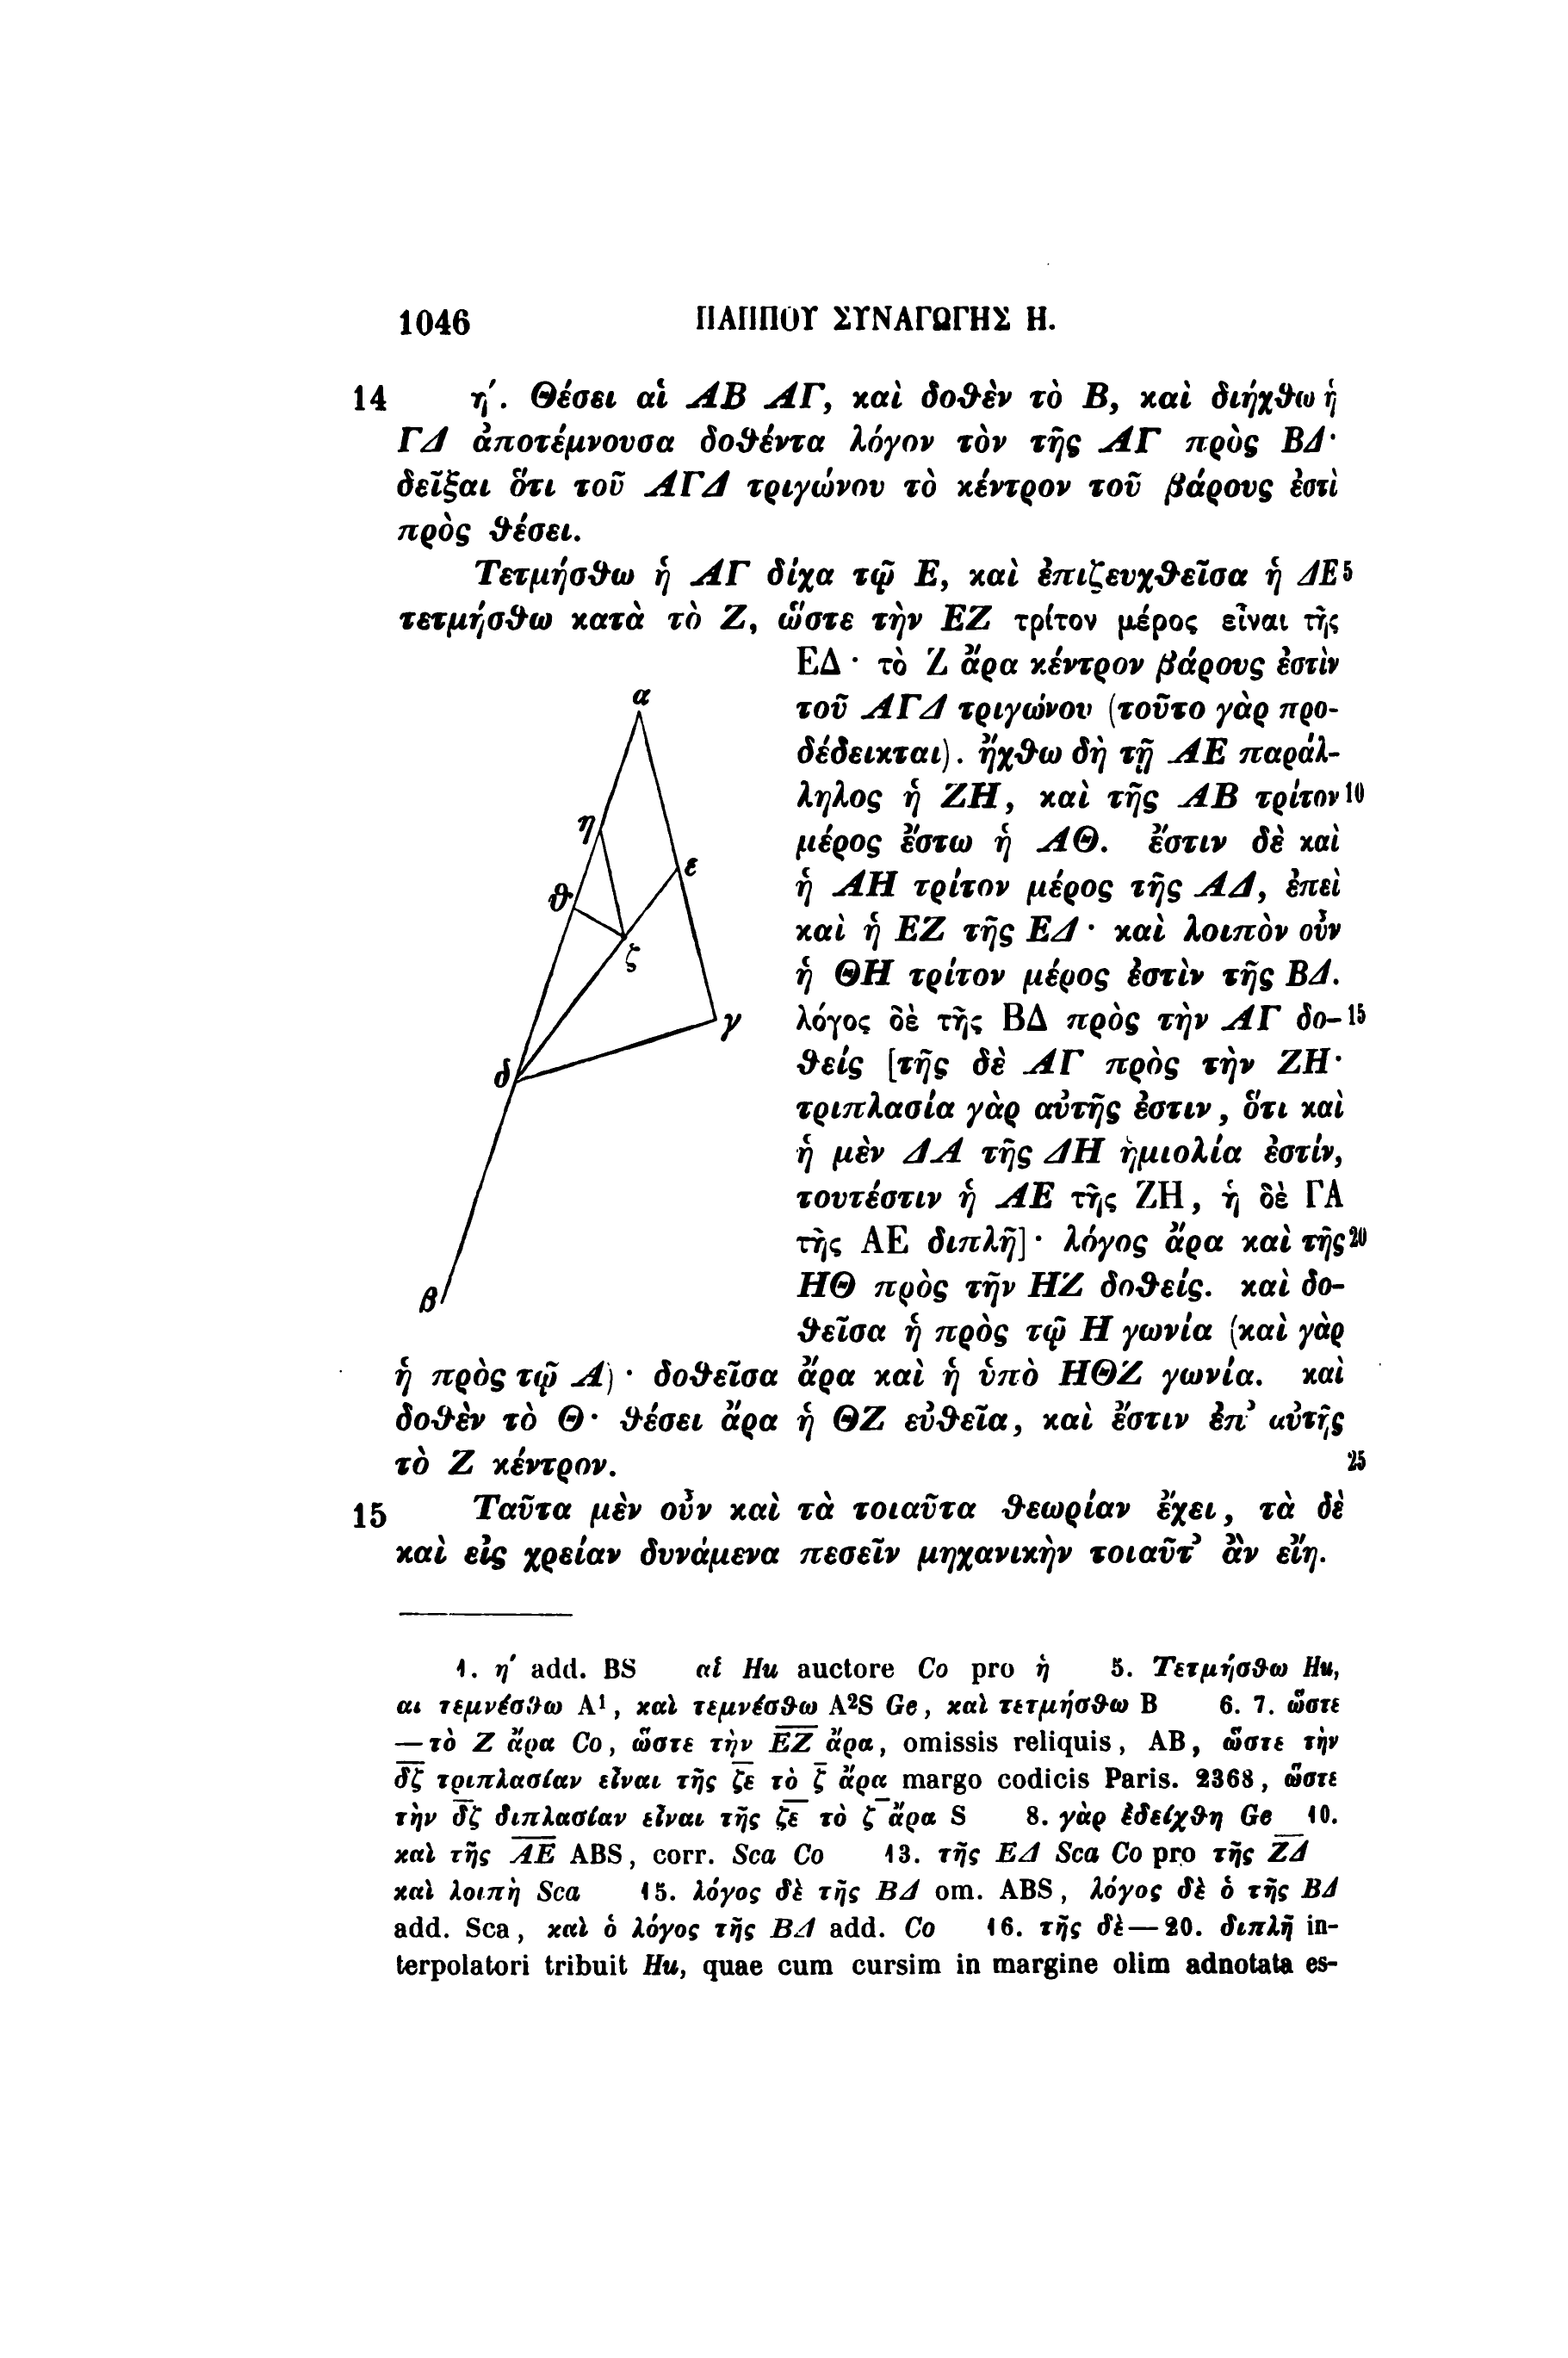 1046 ΠΑΠΠΟΥ ΣΥΝΑΓΩΓΗΣ Η.
14 η'. Θέσει αἱ ΑΒ ΑΓ, καὶ δοθὲν τὸ Β, καὶ διήχθω ἡ
ΓΔ ἀποτέμνουσα δοθέντα λόγον τὸν τῆς ΑΓ πρὸς ΒΔ·
δεῖξαι ὅτι τοῦ ΑΓΔ τριγώνου τὸ κέντρον τοῦ βάρους ἐστὶ
πρὸς θέσει.
Τετμήσθω ἡ ΑΓ δίχα τῷ Ε, καὶ ἐπιζευχθεῖσα ἡ ΔΕ 5
τετμήσθω κατὰ τὸ Ζ, ὥστε τὴν ΕΖ τρίτον μέρος εἶναι τῆς
ΕΔ· τὸ Ζ ἄρα κέντρον βάρους ἐστὶν
τοῦ ΑΓΔ τριγώνου (τοῦτο γὰρ προ-
δέδεικται). ἤχθω δὴ τῇ ΑΕ παράλ-
ληλος ἡ ΖΗ, καὶ τῆς ΑΒ τρίτον 10
μέρος ἔστω ἡ ΑΘ. ἔστιν δὲ καὶ
ἡ ΑΗ τρίτον μέρος τῆς ΑΔ, ἐπεὶ
καὶ ἡ ΕΖ τῆς ΕΔ· καὶ λοιπὸν οὖν
ἡ ΘΗ τρίτον μέρος ἐστὶν τῆς ΒΔ.
λόγος δὲ τῆς ΒΔ πρὸς τὴν ΑΓ δο- 15
θείς [τῆς δὲ ΑΓ πρὸς τὴν ΖΗ·
τριπλασία γὰρ αὐτῆς ἐστιν, ὅτι καὶ
ἡ μὲν ΔΑ τῆς ΔΗ ἡμιολία ἐστίν,
τουτέστιν ἡ ΑΕ τῆς ΖΗ, ἡ δὲ ΓΑ
τῆς ΑΕ διπλῆ]· λόγος ἄρα καὶ τῆς 20
ΗΘ πρὸς τῆν ΗΖ δοθείς. καὶ δο-
θεῖσα ἡ πρὸς τῷ Η γωνία (καὶ γὰρ
ἡ πρὸς τῷ Α)· δοθεῖσα ἄρα καὶ ἡ ὑπὸ ΗΘΖ γωνία. καὶ
δοθὲν τὸ Θ· θέσει ἄρα ἡ ΘΖ εὐθεῖα, καὶ ἔστιν ἐπ' αὐτῆς
τὸ Ζ κέντρον. 25
15 Ταῦτα μὲν οὖν καὶ τὰ τοιαῦτα θεωρίαν ἔχει, τὰ δὲ
καὶ εἰς χρείαν δυνάμενα πεσεῖν μηχανικὴν τοιαῦτ' ἂν εἴη.
α
η
ε
θ
ζ
γ
δ
β
1. η' add. BS αἱ Hu auctore Co pro ἡ 5. Τετμήσθω Hu,
αι τεμνέσθω A¹, καὶ τεμνέσθω A²S Ge, καὶ τετμήσθω B 6. 7. ὥστε
—τὸ Ζ ἄρα Co, ὥστε τὴν Ε͞Ζ ἄρα, omissis reliquis, AB, ὥστε τὴν
δ͞ζ τριπλασίαν εἶναι τῆς ζ͞ε τὸ ζ̄ ἄρα margo codicis Paris. 2368, ὥστε
τὴν δ͞ζ διπλασίαν εἶναι τῆς ζ͞ε τὸ ζ̄ ἄρα S 8. γὰρ ἐδείχθη Ge 10.
καὶ τῆς Α͞Ε ABS, corr. Sca Co 13. τῆς ΕΔ Sca Co pro τῆς Ζ͞Δ
καὶ λοιπὴ Sca 15. λόγος δὲ τῆς ΒΔ om. ABS, λόγος δὲ ὁ τῆς ΒΔ
add. Sca, καὶ ὁ λόγος τῆς ΒΔ add. Co 16. τῆς δὲ—20. διπλῆ in-
terpolatori tribuit Hu, quae cum cursim in margine olim adnotata es-